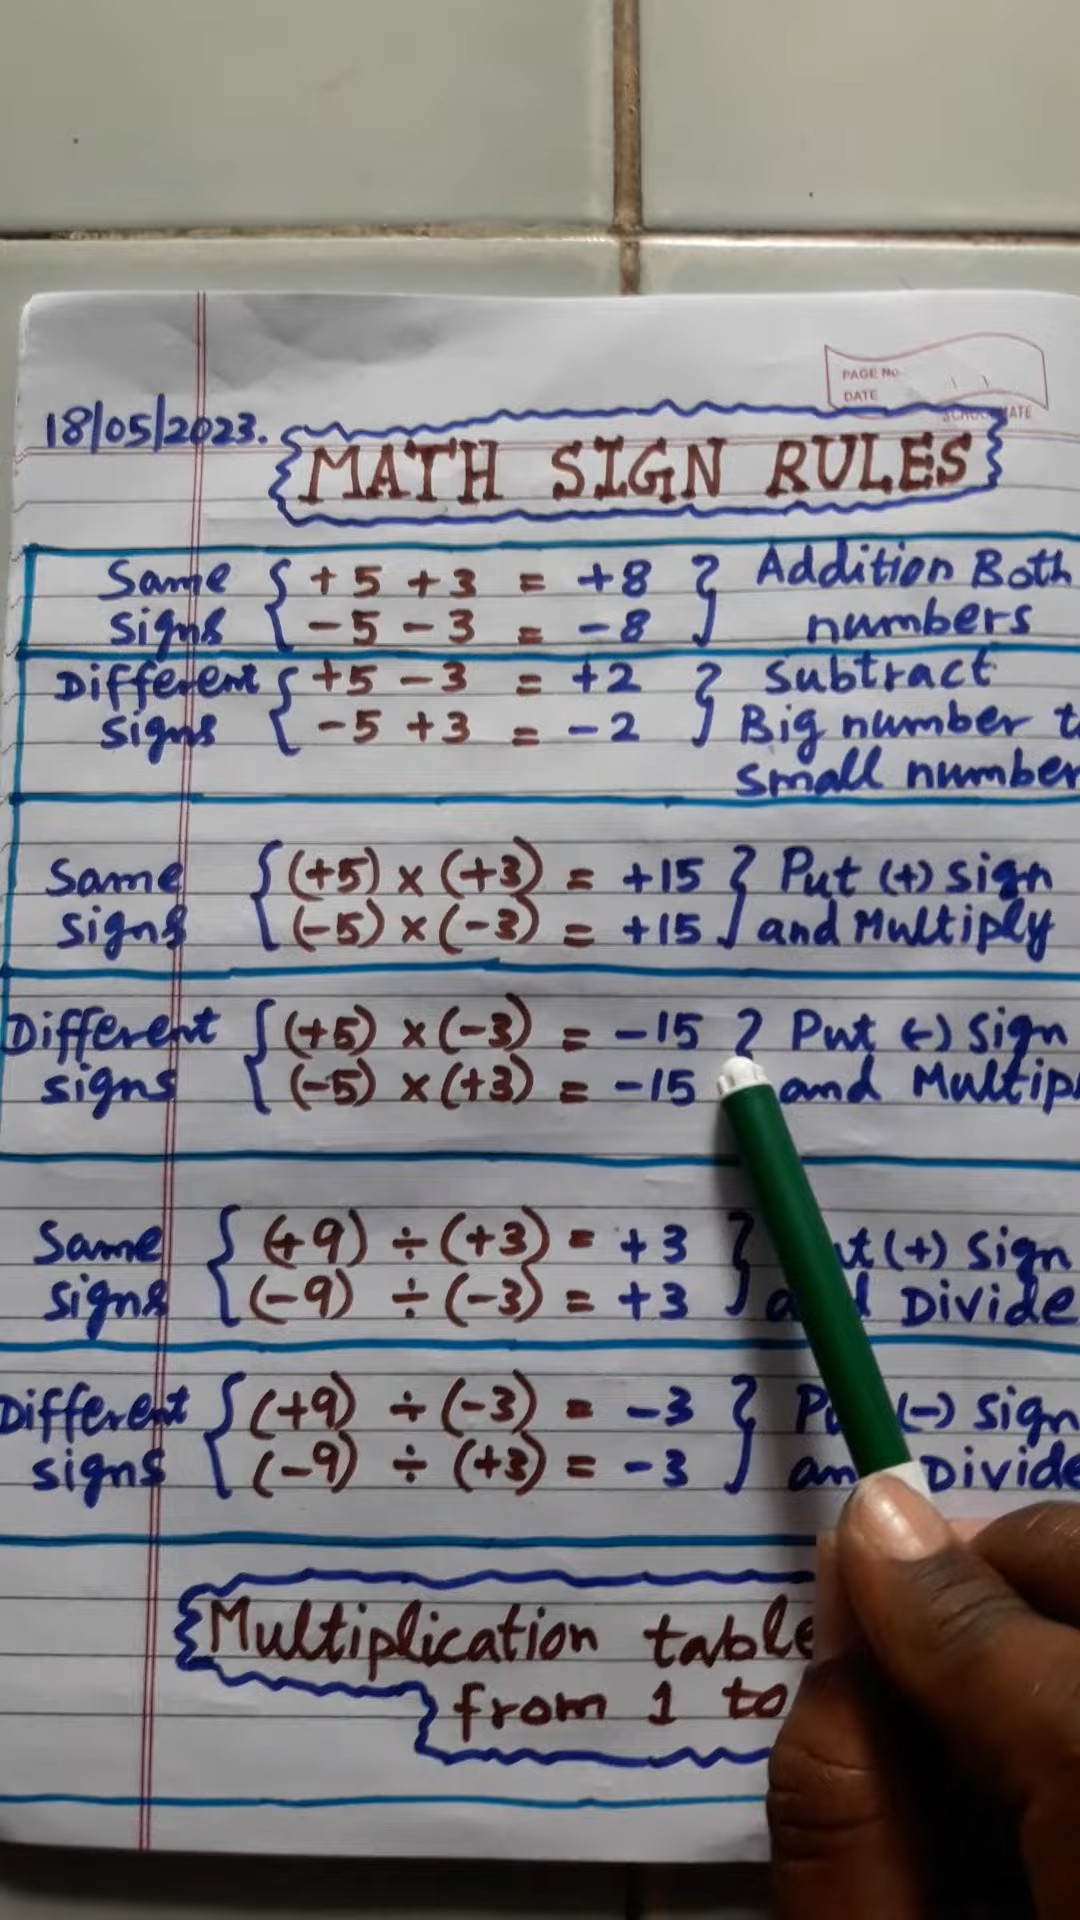 PAGE No.
DATE
18/05/2023.
MATH SIGN RULES
Same signs { +5 +3 = +8 } Addition Both
-5 -3 = -8 numbers
Different signs { +5 -3 = +2 } Subtract
-5 +3 = -2 Big number
small number
Same signs { (+5) × (+3) = +15 } Put (+) sign
(-5) × (-3) = +15 and Multiply
Different signs { (+5) × (-3) = -15 } Put (-) sign
(-5) × (+3) = -15 and
Same signs { (+9) ÷ (+3) = +3 } (+) sign
(-9) ÷ (-3) = +3 Divide
Different signs { (+9) ÷ (-3) = -3 } (-) sign
(-9) ÷ (+3) = -3 Divide
Multiplication table
from 1 to